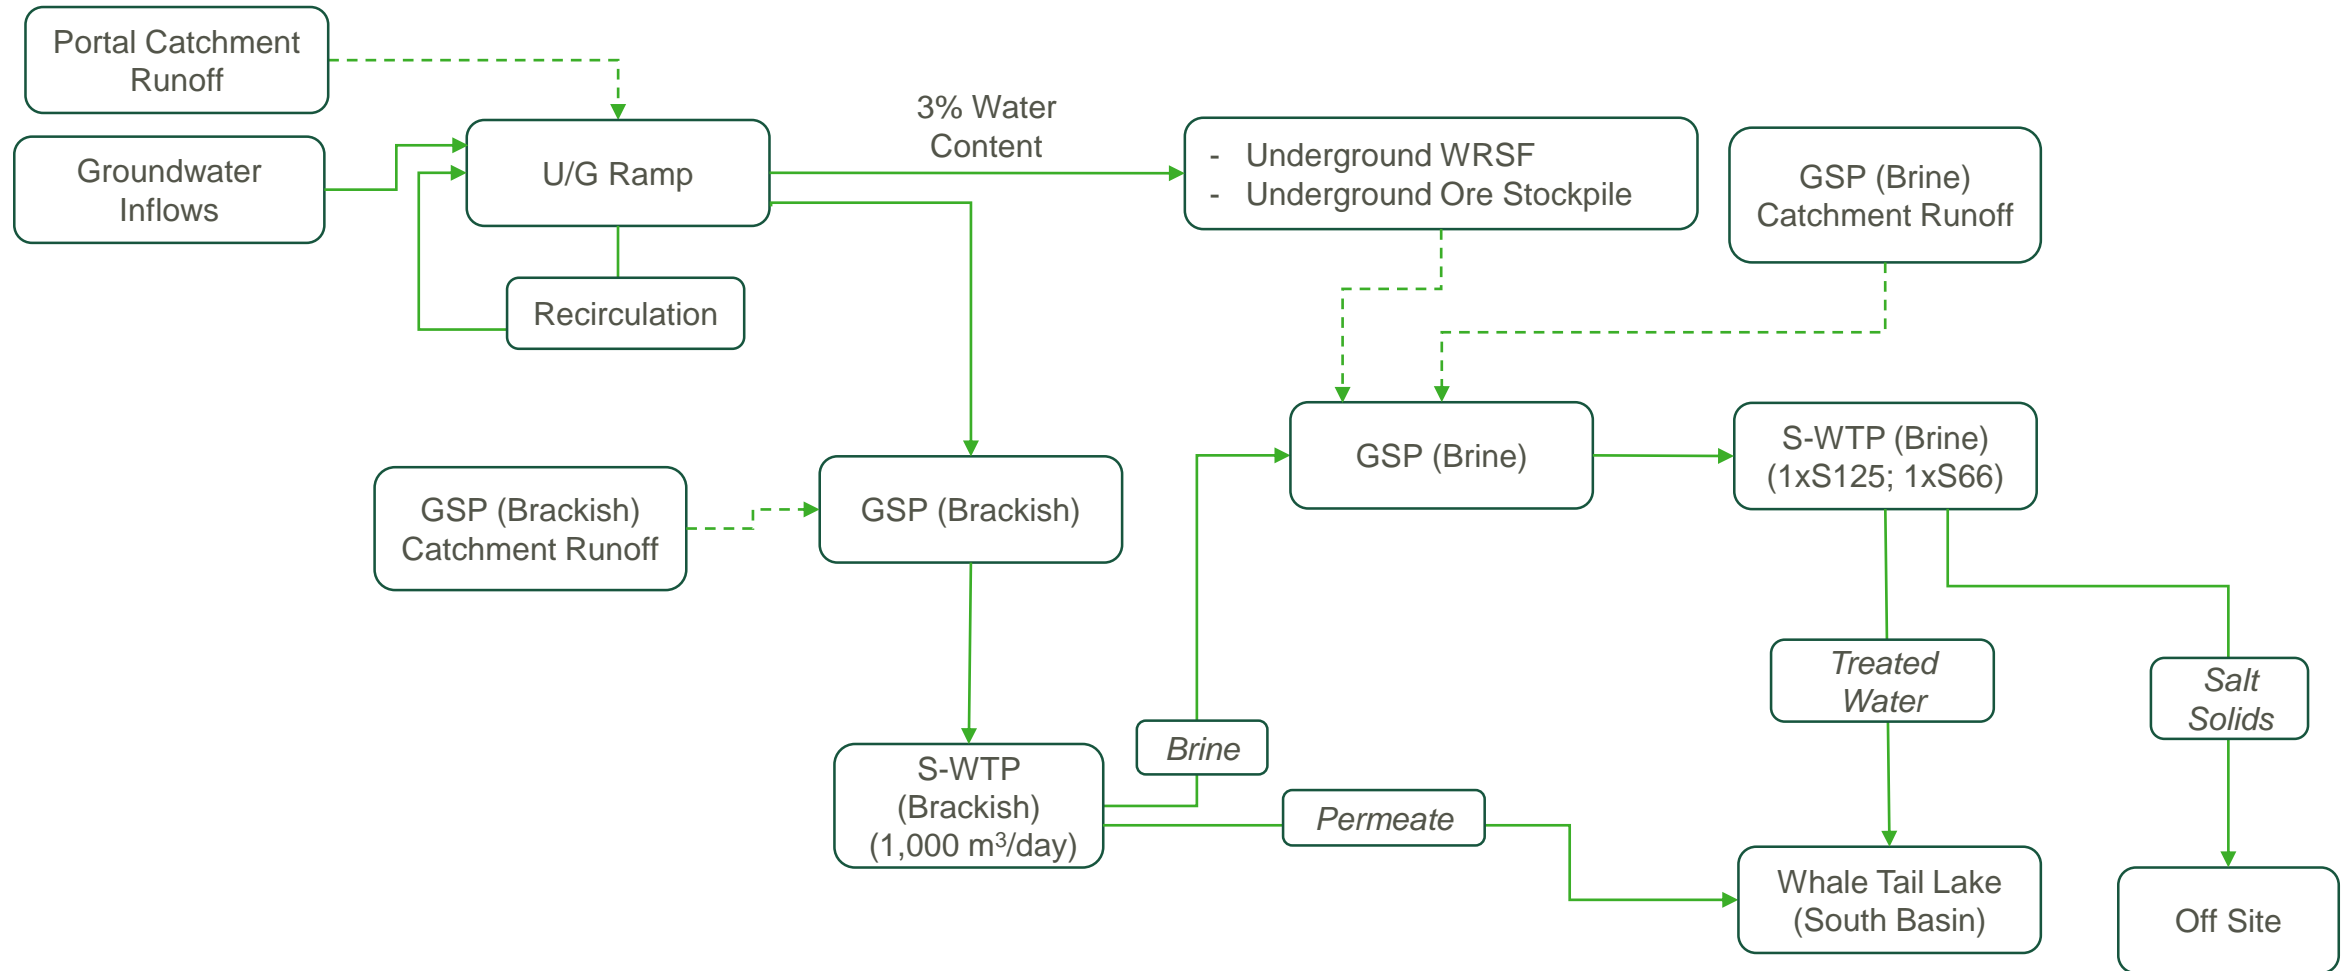 Portal Catchment
Runoff
Groundwater
Inflows
U/G Ramp
3% Water
Content
- Underground WRSF
- Underground Ore Stockpile
GSP (Brine)
Catchment Runoff
Recirculation
GSP (Brackish)
Catchment Runoff
GSP (Brackish)
GSP (Brine)
S-WTP (Brine)
(1xS125; 1xS66)
S-WTP
(Brackish)
(1,000 m³/day)
Brine
Permeate
Treated
Water
Salt
Solids
Whale Tail Lake
(South Basin)
Off Site